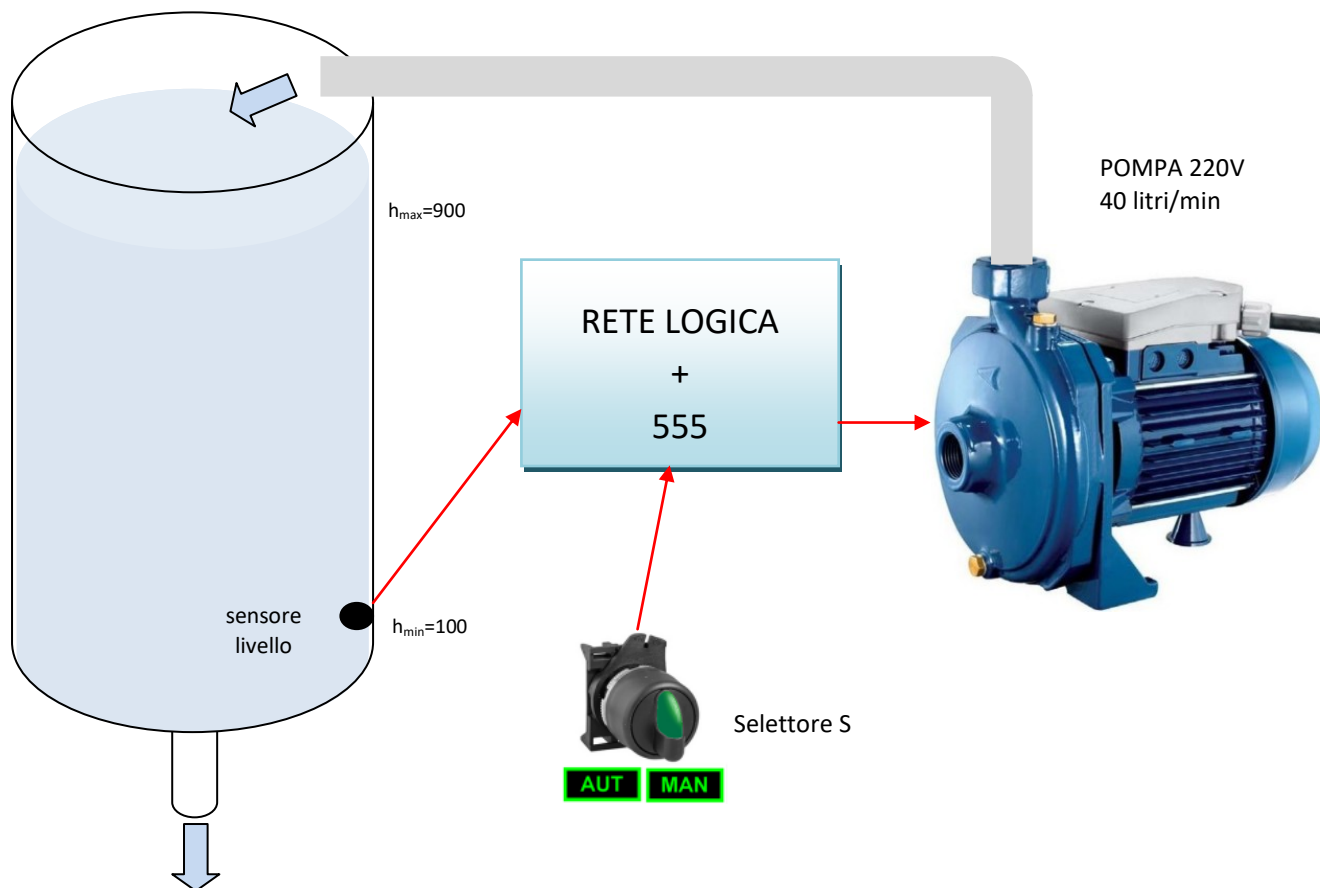 POMPA 220V
40 litri/min
hmax=900
RETE LOGICA
+
555
sensore
livello
hmin=100
Selettore S
AUT MAN